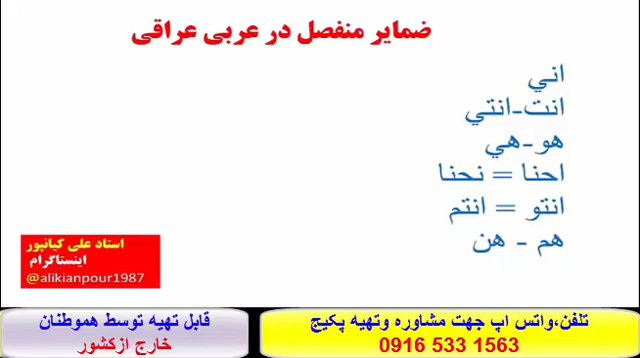 ضمایر منفصل در عربی عراقی
اني
انت-انتي
هو-هي
احنا = نحنا
انتو = انتم
هم - هن
استاد علی کیانپور
اینستاگرام
@alikianpour1987
تلفن،واتس اپ جهت مشاوره وتهیه پکیج
0916 533 1563
قابل تهیه توسط هموطنان
خارج ازکشور